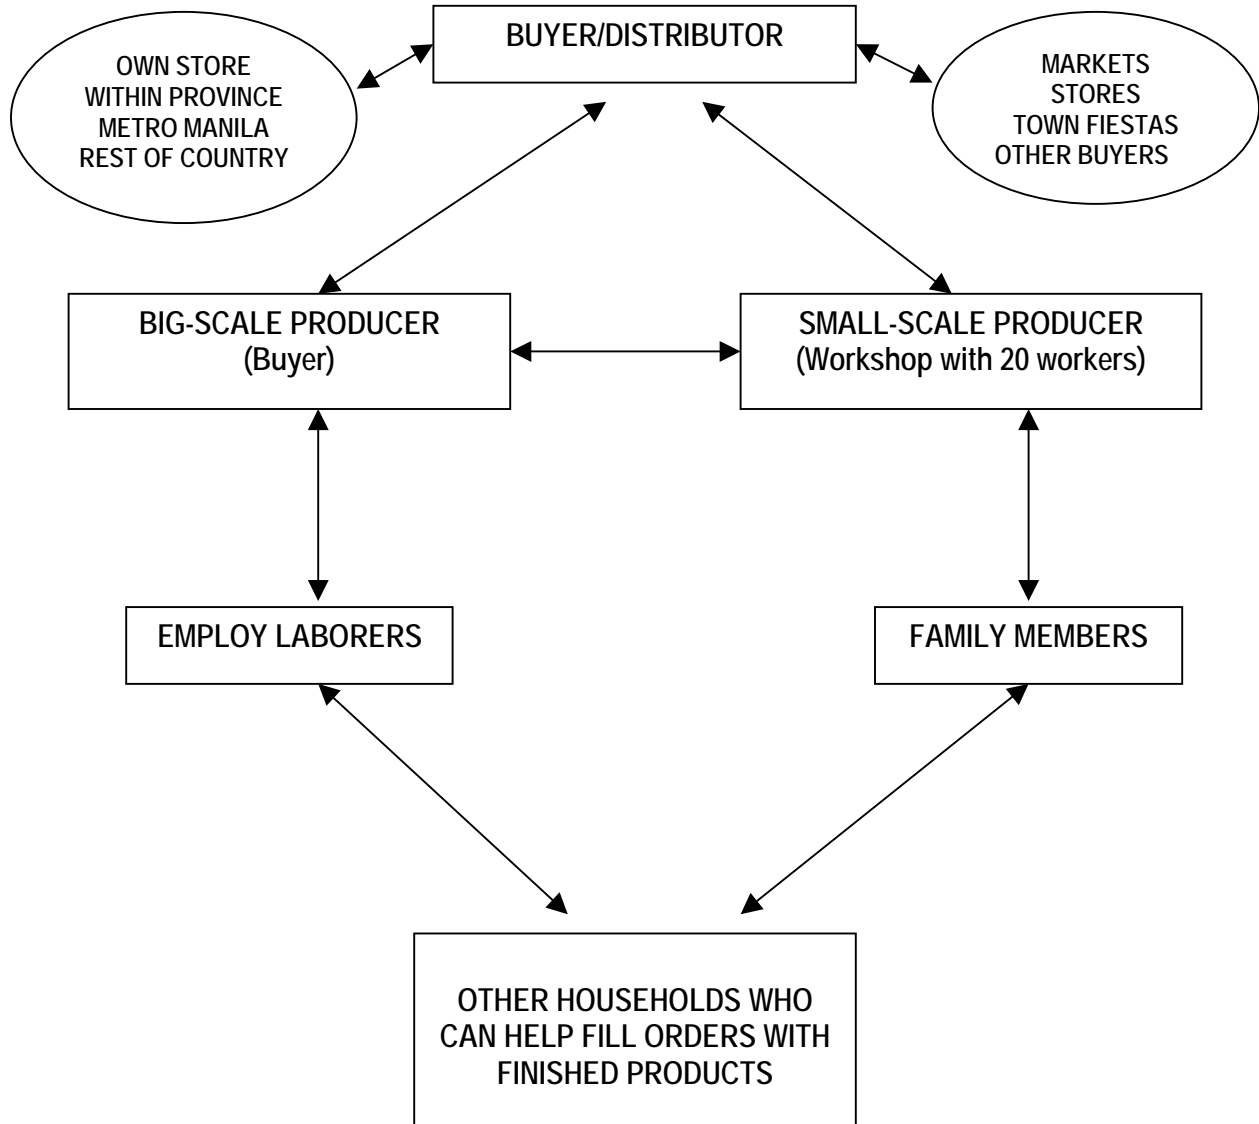 BUYER/DISTRIBUTOR
OWN STORE
WITHIN PROVINCE
METRO MANILA
REST OF COUNTRY
MARKETS
STORES
TOWN FIESTAS
OTHER BUYERS
BIG-SCALE PRODUCER
(Buyer)
SMALL-SCALE PRODUCER
(Workshop with 20 workers)
EMPLOY LABORERS
FAMILY MEMBERS
OTHER HOUSEHOLDS WHO
CAN HELP FILL ORDERS WITH
FINISHED PRODUCTS